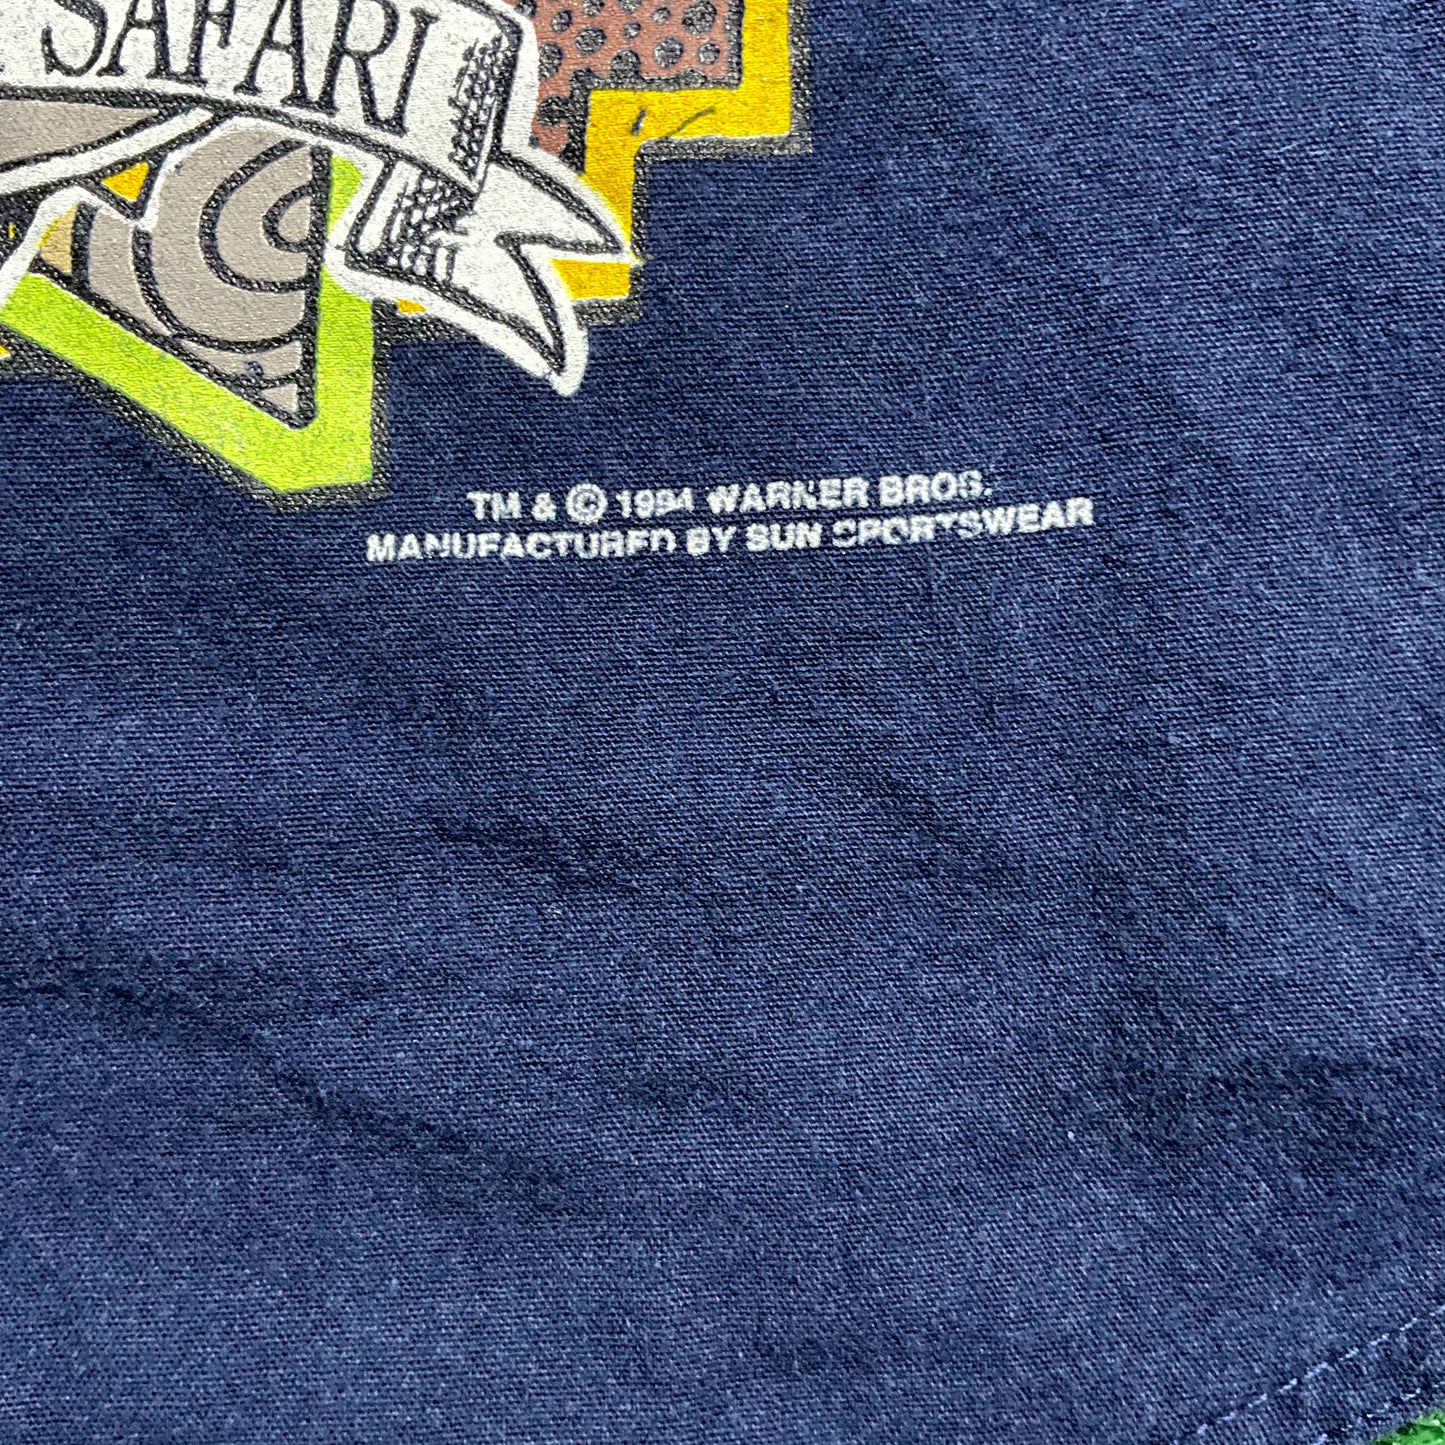 SAFARI
TM & © 1994 WARNER BROS.
MANUFACTURED BY SUN SPORTSWEAR